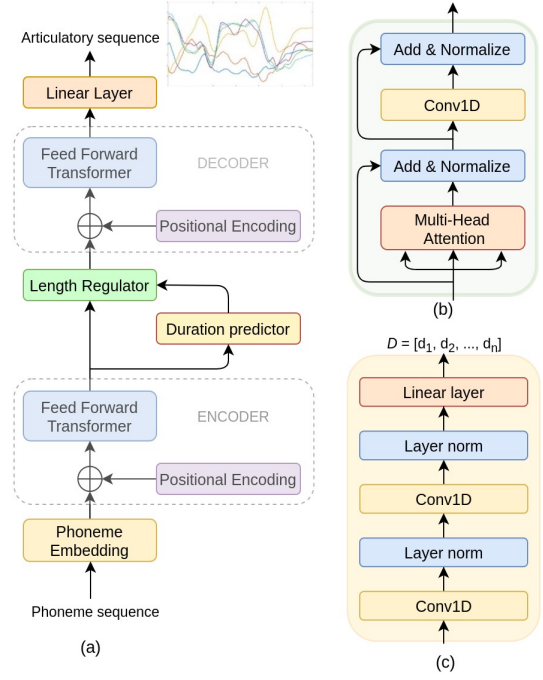 Articulatory sequence
Linear Layer
Feed Forward
Transformer
DECODER
Positional Encoding
Length Regulator
Duration predictor
Feed Forward
Transformer
ENCODER
Positional Encoding
Phoneme
Embedding
Phoneme sequence
(a)
Add & Normalize
Conv1D
Add & Normalize
Multi-Head
Attention
(b)
D = [d₁, d₂, ..., dₙ]
Linear layer
Layer norm
Conv1D
Layer norm
Conv1D
(c)